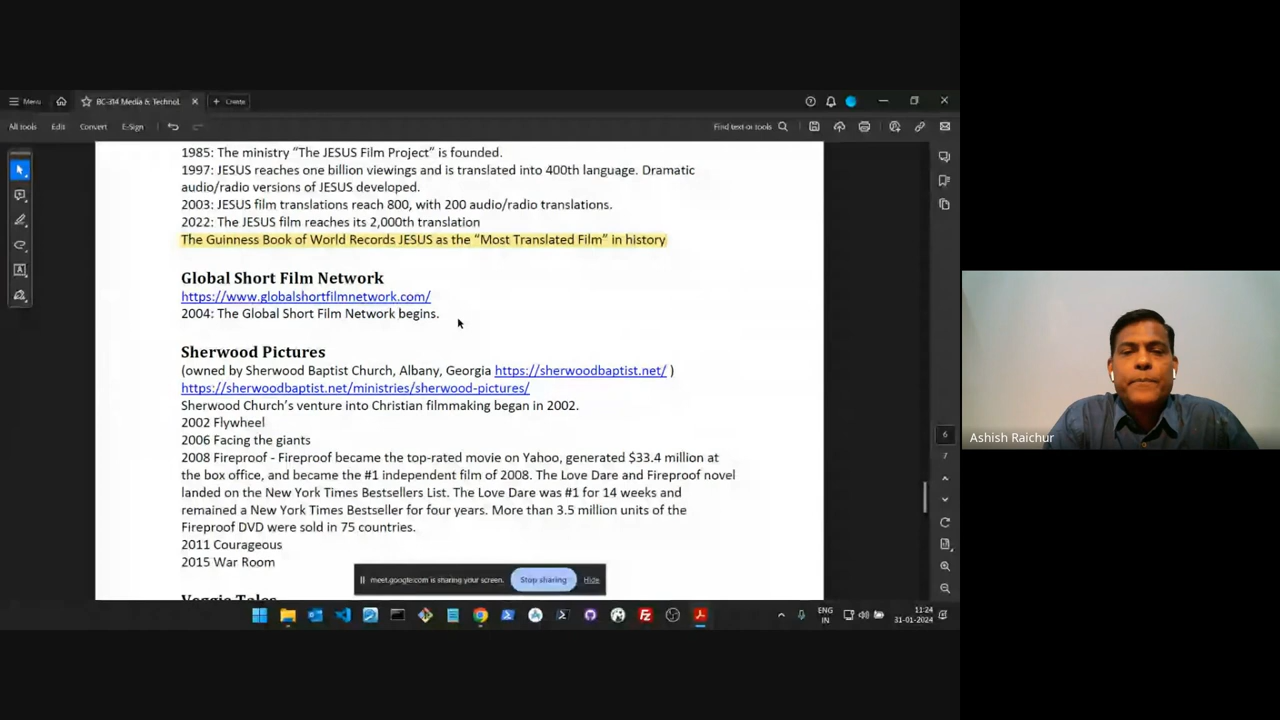 Menu
BC-314 Media & Technol.
Create
All tools
Edit
Convert
E-Sign
Find text or tools
1985: The ministry “The JESUS Film Project” is founded.
1997: JESUS reaches one billion viewings and is translated into 400th language. Dramatic
audio/radio versions of JESUS developed.
2003: JESUS film translations reach 800, with 200 audio/radio translations.
2022: The JESUS film reaches its 2,000th translation
The Guinness Book of World Records JESUS as the “Most Translated Film” in history
Global Short Film Network
https://www.globalshortfilmnetwork.com/
2004: The Global Short Film Network begins.
Sherwood Pictures
(owned by Sherwood Baptist Church, Albany, Georgia https://sherwoodbaptist.net/ )
https://sherwoodbaptist.net/ministries/sherwood-pictures/
Sherwood Church’s venture into Christian filmmaking began in 2002.
2002 Flywheel
2006 Facing the giants
2008 Fireproof - Fireproof became the top-rated movie on Yahoo, generated $33.4 million at
the box office, and became the #1 independent film of 2008. The Love Dare and Fireproof novel
landed on the New York Times Bestsellers List. The Love Dare was #1 for 14 weeks and
remained a New York Times Bestseller for four years. More than 3.5 million units of the
Fireproof DVD were sold in 75 countries.
2011 Courageous
2015 War Room
Veggie Tales
6
7
meet.google.com is sharing your screen.
Stop sharing
Hide
ENG
IN
11:24
31-01-2024
Ashish Raichur